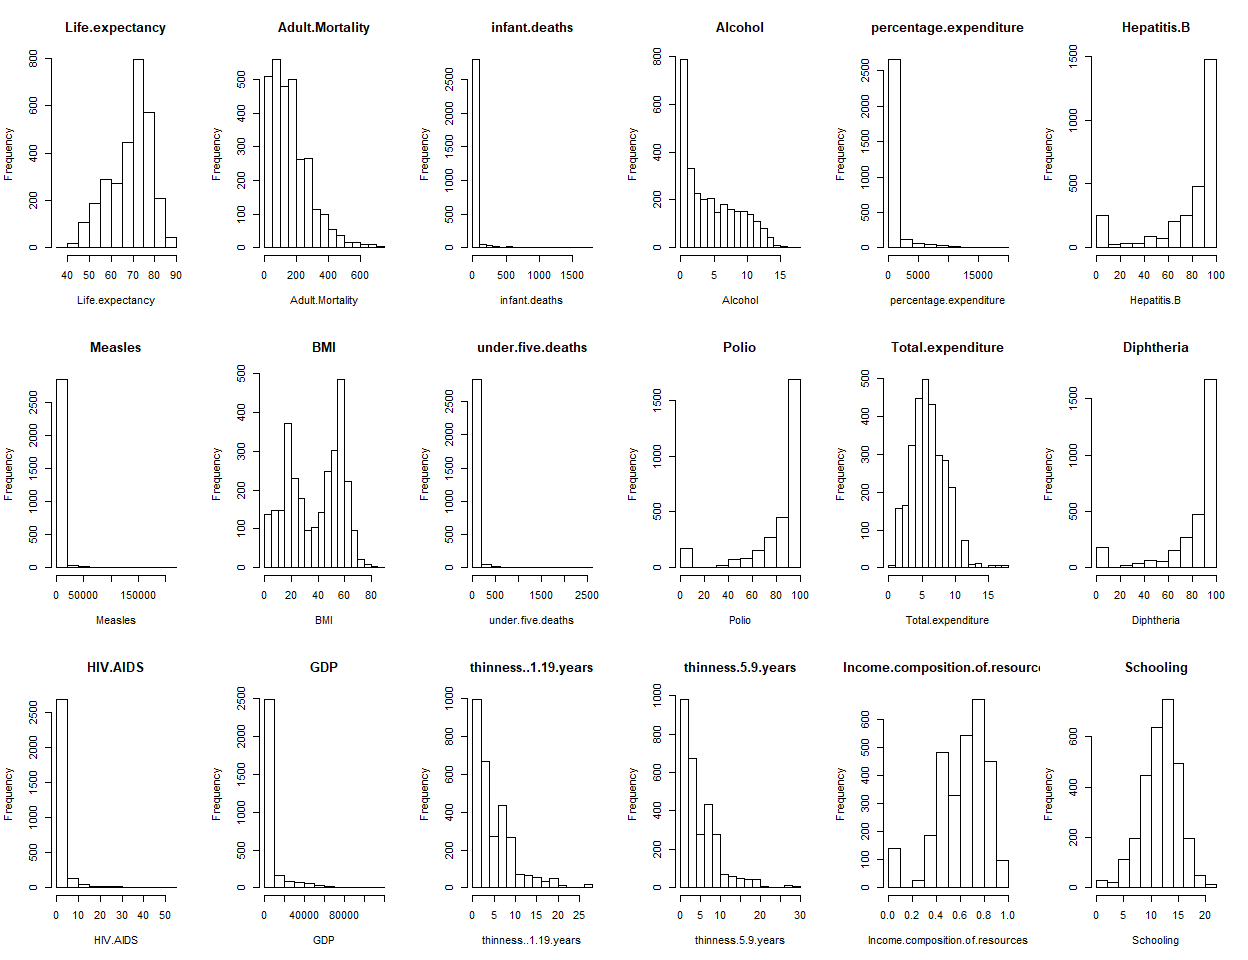 Life.expectancy
Frequency
0 200 400 600 800
40 50 60 70 80 90
Life.expectancy
Adult.Mortality
Frequency
0 100 200 300 400 500
0 200 400 600
Adult.Mortality
infant.deaths
Frequency
0 500 1000 1500 2000 2500
0 500 1000 1500
infant.deaths
Alcohol
Frequency
0 200 400 600 800
0 5 10 15
Alcohol
percentage.expenditure
Frequency
0 500 1000 1500 2000 2500
0 5000 15000
percentage.expenditure
Hepatitis.B
Frequency
0 500 1000 1500
0 20 40 60 80 100
Hepatitis.B
Measles
Frequency
0 500 1000 1500 2000 2500
0 50000 150000
Measles
BMI
Frequency
0 100 200 300 400 500
0 20 40 60 80
BMI
under.five.deaths
Frequency
0 500 1000 1500 2000 2500
0 500 1500 2500
under.five.deaths
Polio
Frequency
0 500 1000 1500
0 20 40 60 80 100
Polio
Total.expenditure
Frequency
0 100 200 300 400 500
0 5 10 15
Total.expenditure
Diphtheria
Frequency
0 500 1000 1500
0 20 40 60 80 100
Diphtheria
HIV.AIDS
Frequency
0 500 1000 1500 2000 2500
0 10 20 30 40 50
HIV.AIDS
GDP
Frequency
0 500 1000 1500 2000 2500
0 40000 80000
GDP
thinness..1.19.years
Frequency
0 200 400 600 800 1000
0 5 10 15 20 25
thinness..1.19.years
thinness.5.9.years
Frequency
0 200 400 600 800 1000
0 5 10 20 30
thinness.5.9.years
Income.composition.of.resourc
Frequency
0 100 200 300 400 500 600
0.0 0.2 0.4 0.6 0.8 1.0
Income.composition.of.resources
Schooling
Frequency
0 200 400 600
0 5 10 15 20
Schooling